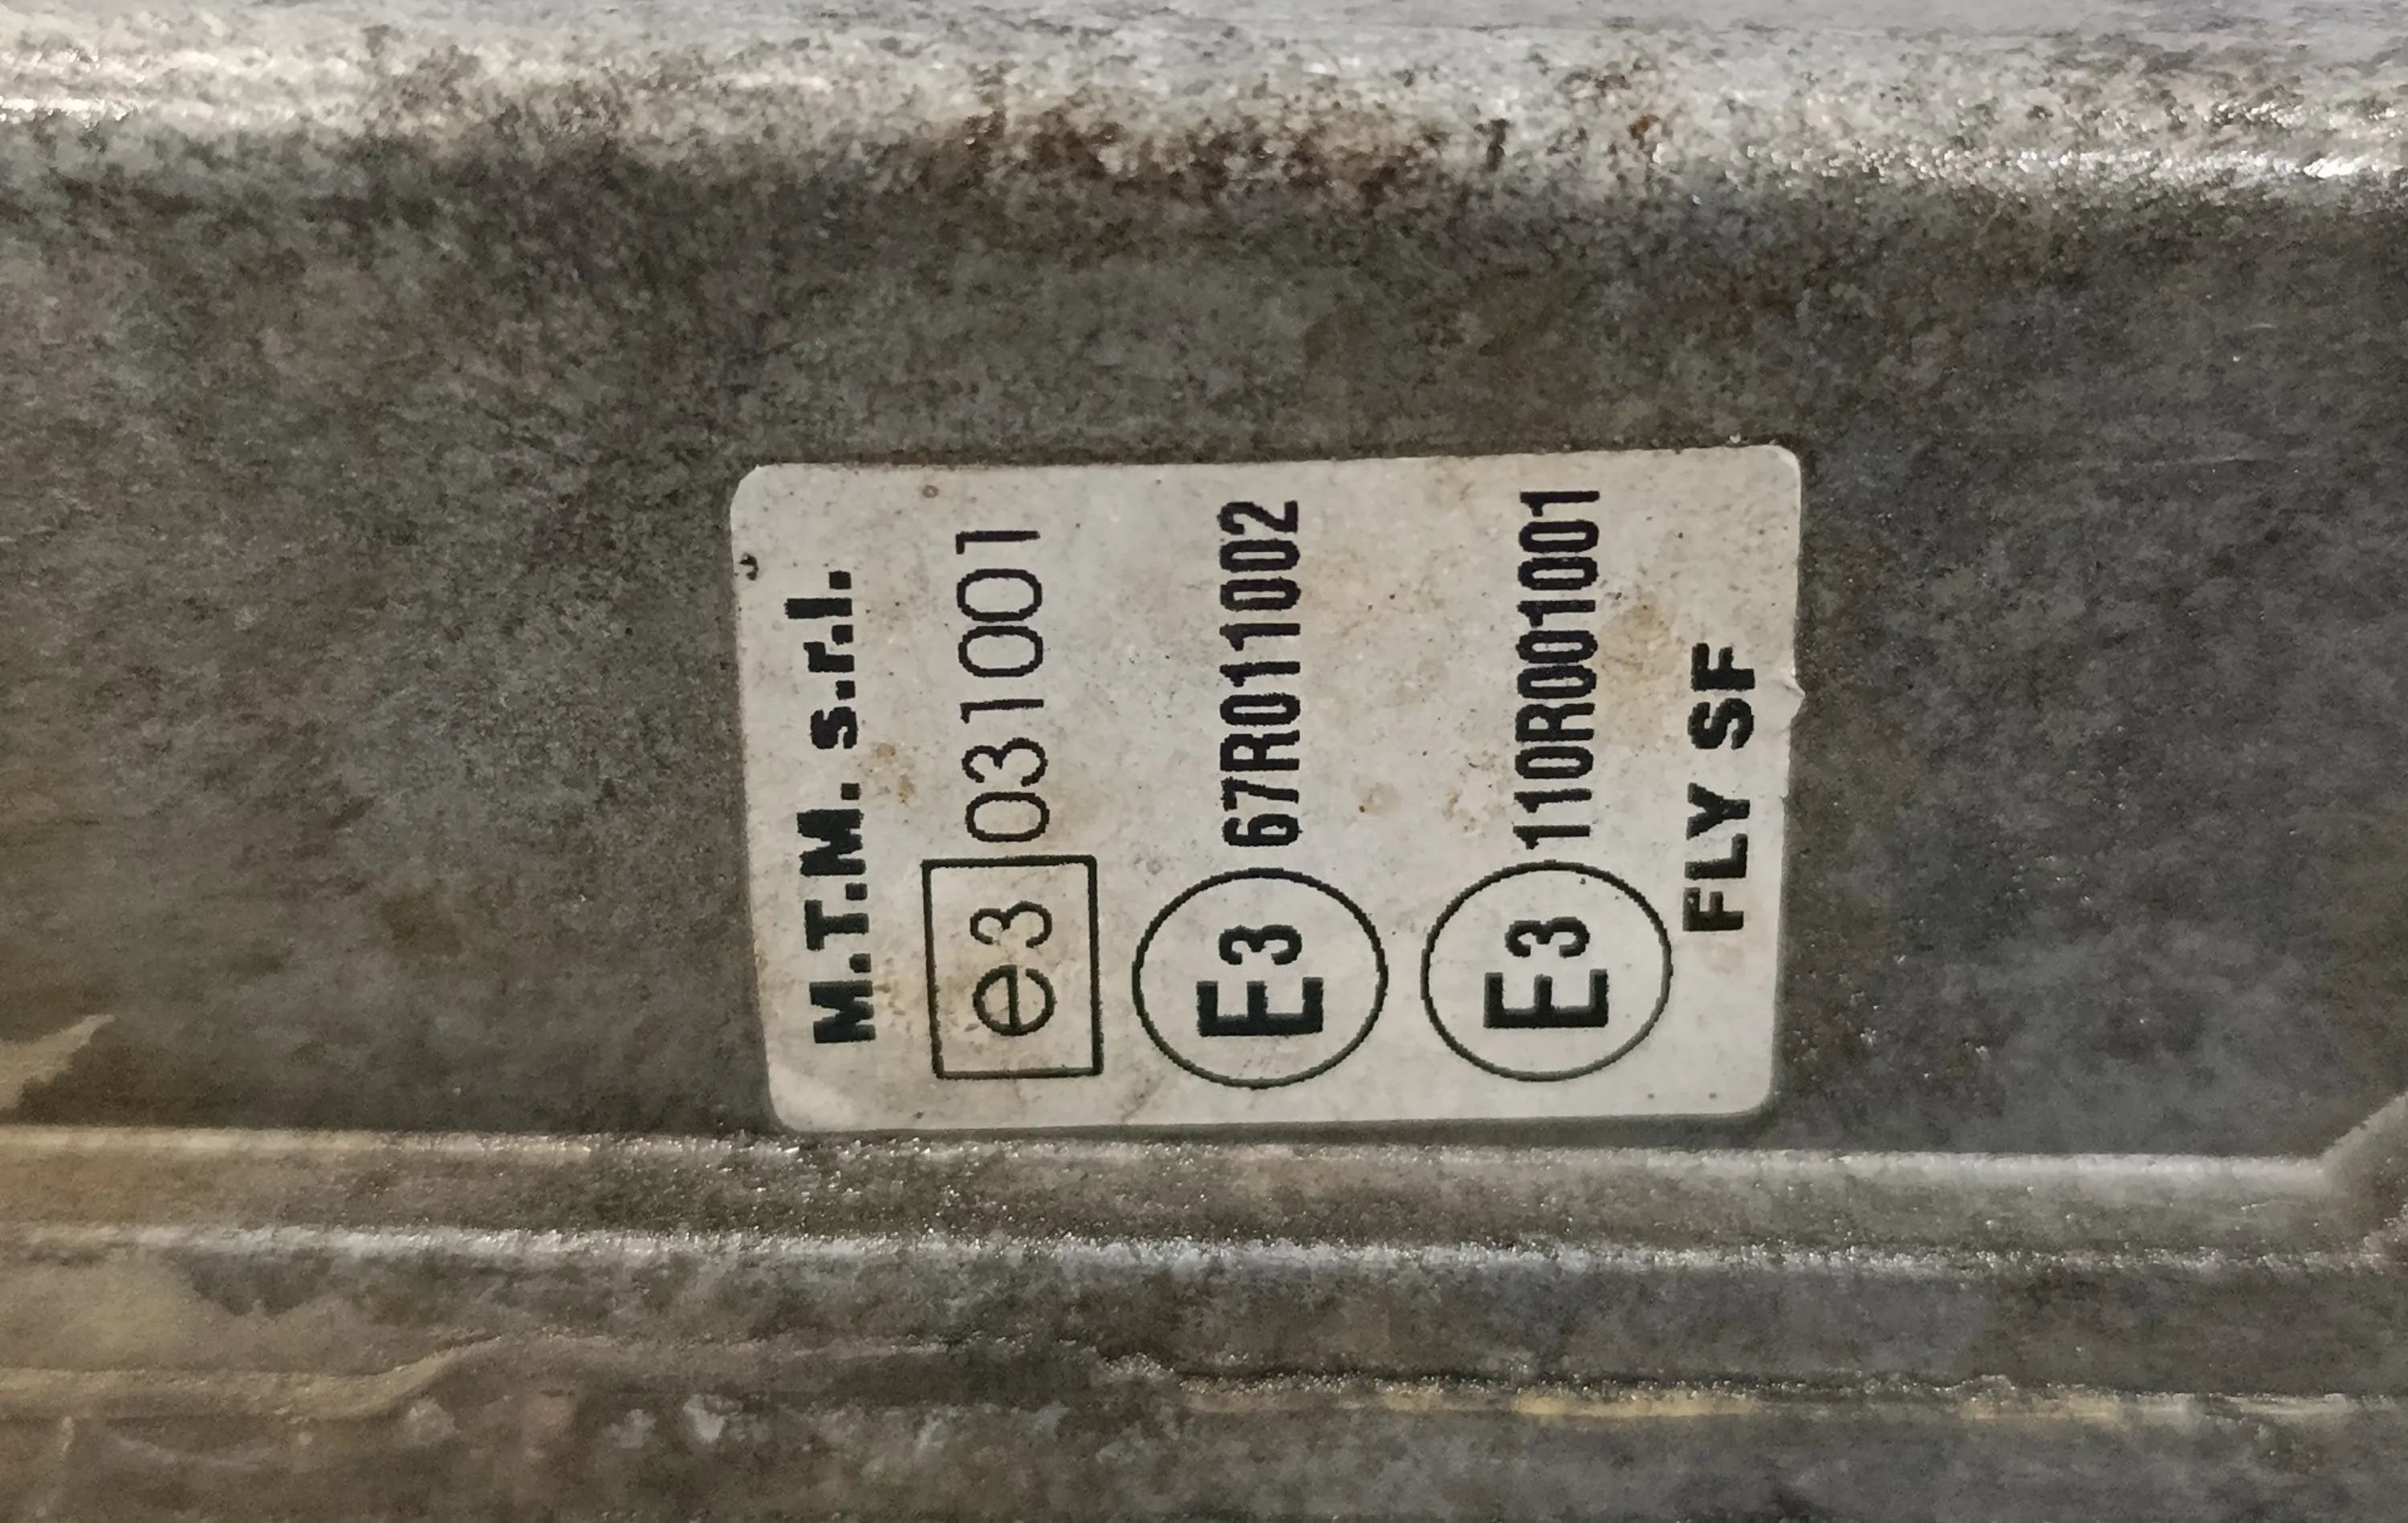 M.T.M. s.r.l.
e3 031001
E3 67R011002
E3 110R001001
FLY SF